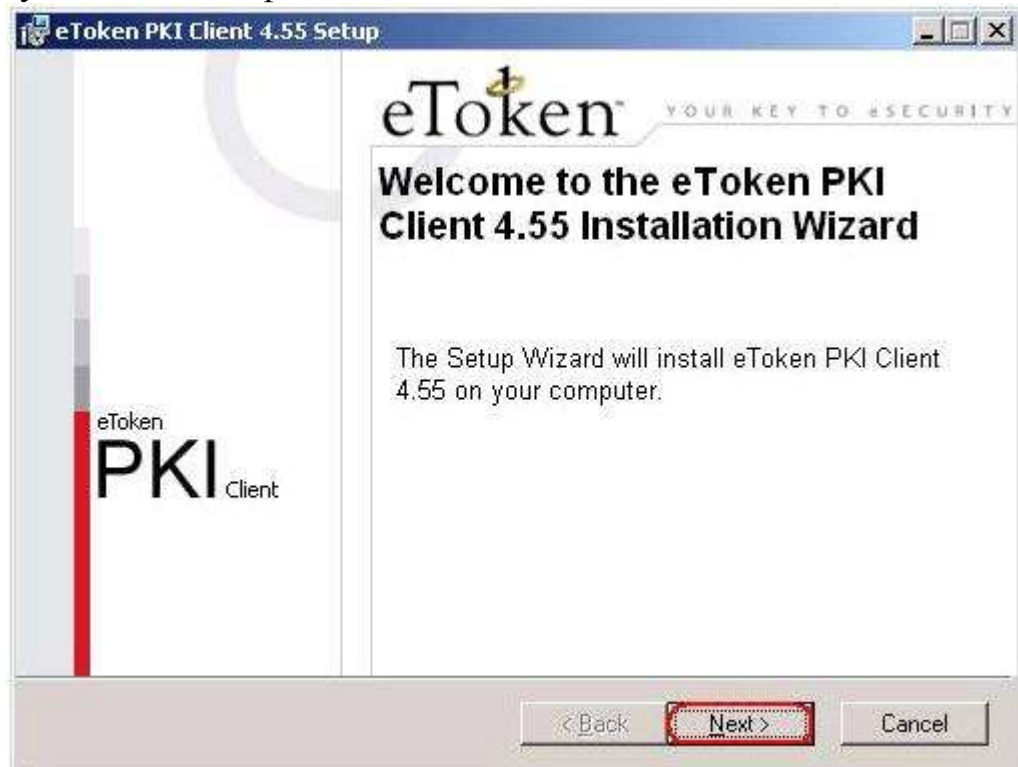 eToken PKI Client 4.55 Setup
eToken
YOUR KEY TO eSECURITY
Welcome to the eToken PKI
Client 4.55 Installation Wizard
The Setup Wizard will install eToken PKI Client
4.55 on your computer.
eToken
PKI Client
< Back Next > Cancel